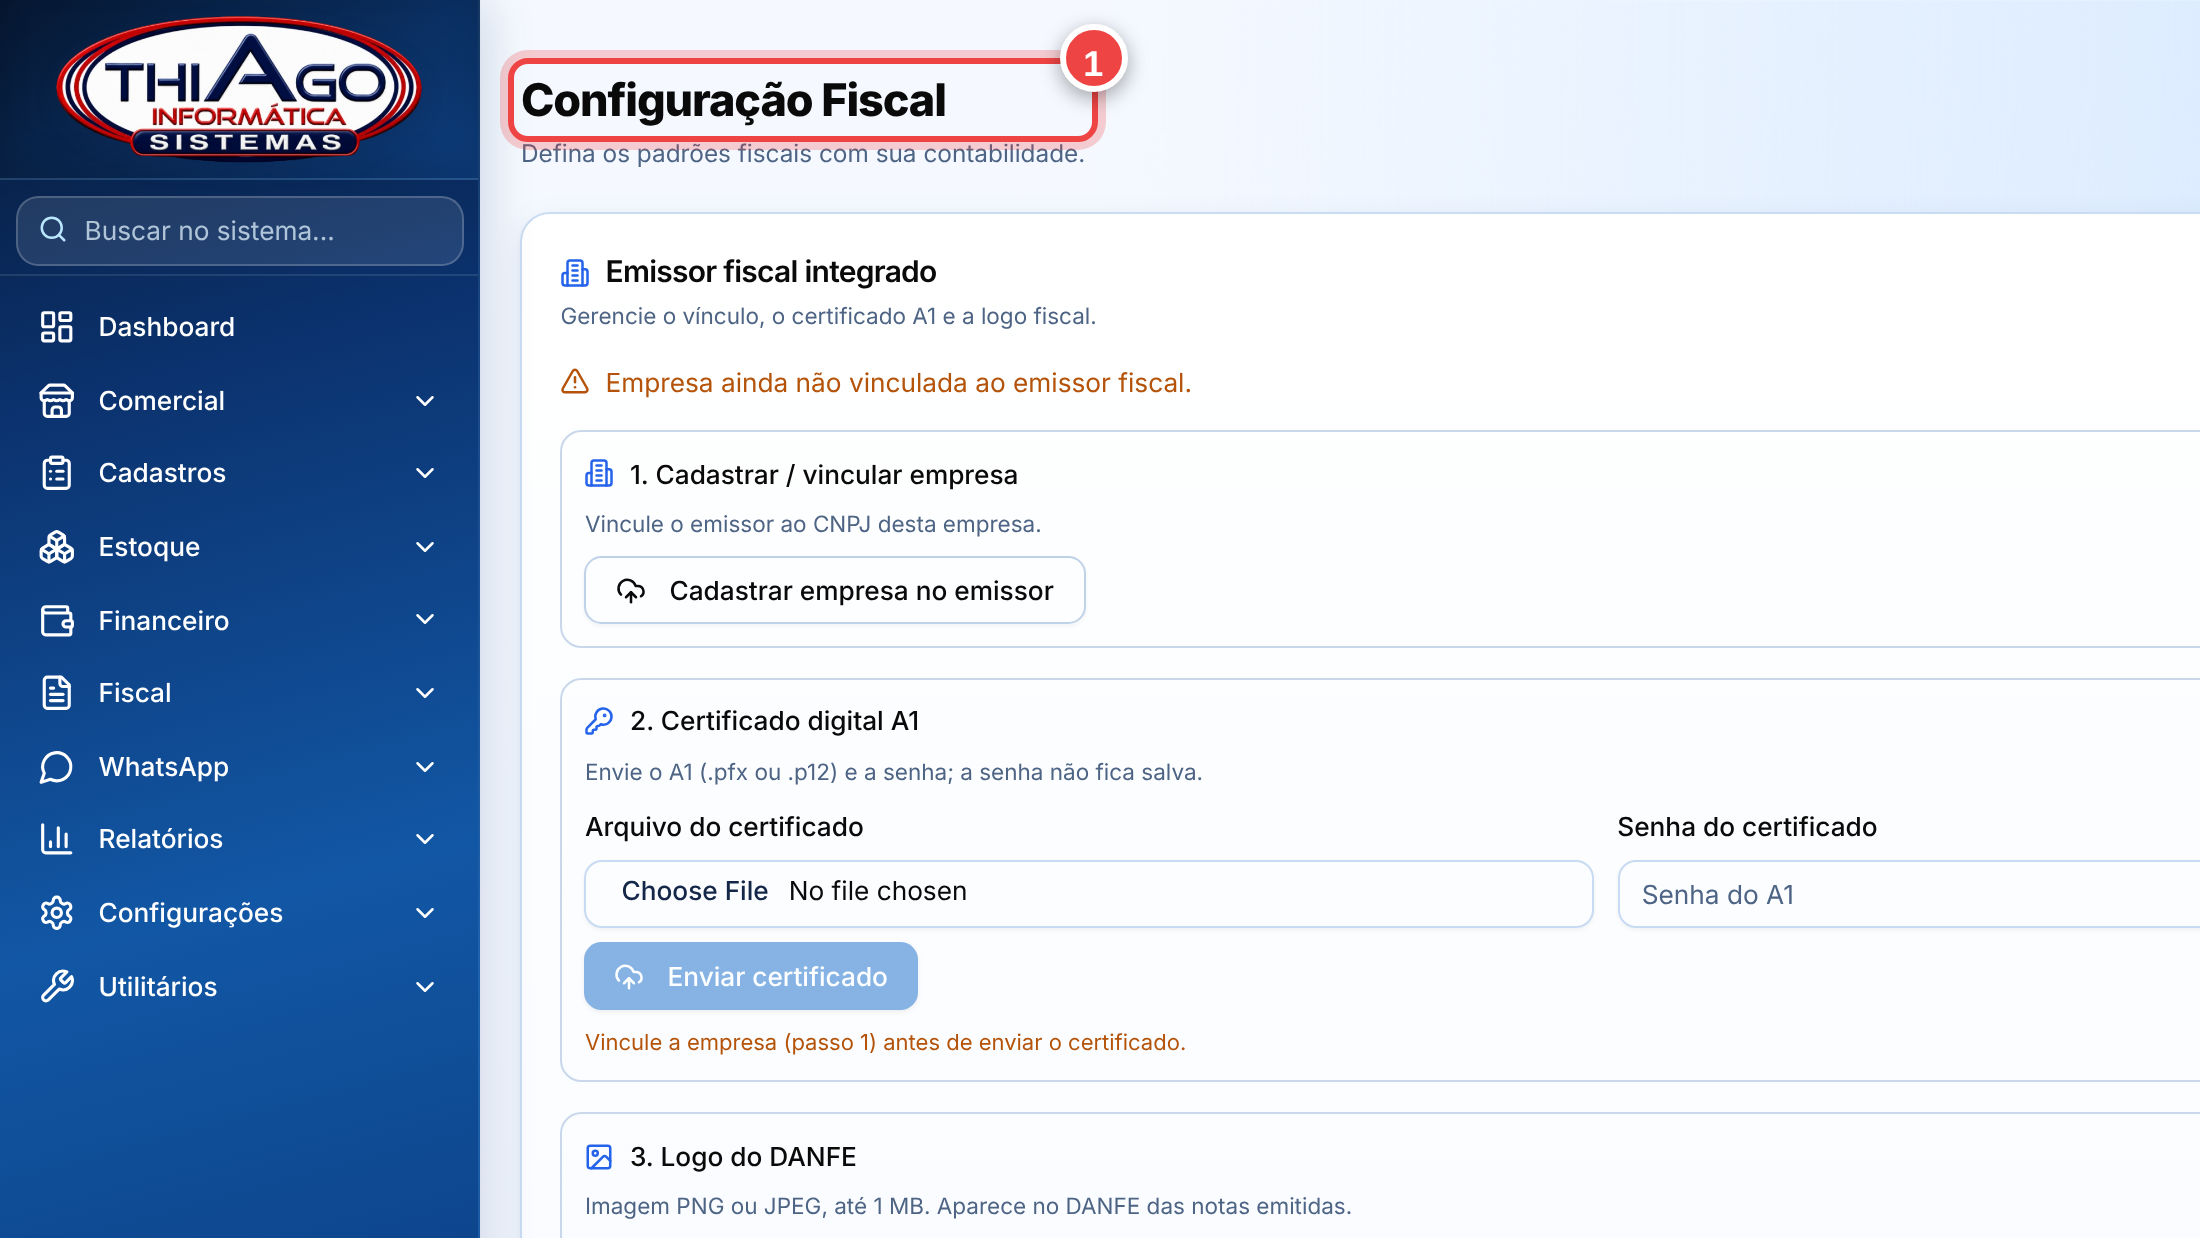 THIAGO
INFORMÁTICA
SISTEMAS
Buscar no sistema...
Dashboard
Comercial
Cadastros
Estoque
Financeiro
Fiscal
WhatsApp
Relatórios
Configurações
Utilitários
1
Configuração Fiscal
Defina os padrões fiscais com sua contabilidade.
Emissor fiscal integrado
Gerencie o vínculo, o certificado A1 e a logo fiscal.
Empresa ainda não vinculada ao emissor fiscal.
1. Cadastrar / vincular empresa
Vincule o emissor ao CNPJ desta empresa.
Cadastrar empresa no emissor
2. Certificado digital A1
Envie o A1 (.pfx ou .p12) e a senha; a senha não fica salva.
Arquivo do certificado
Choose File No file chosen
Senha do certificado
Senha do A1
Enviar certificado
Vincule a empresa (passo 1) antes de enviar o certificado.
3. Logo do DANFE
Imagem PNG ou JPEG, até 1 MB. Aparece no DANFE das notas emitidas.